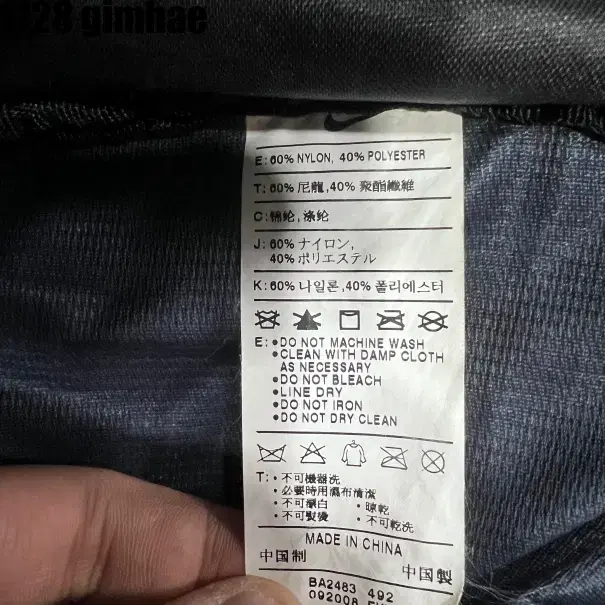 gimhae
E: 60% NYLON, 40% POLYESTER
T: 60% 尼龍,40% 聚酯纖維
C: 锦纶,涤纶
J: 60% ナイロン,
40% ポリエステル
K: 60% 나일론,40% 폴리에스터
E: •DO NOT MACHINE WASH
•CLEAN WITH DAMP CLOTH
AS NECESSARY
•DO NOT BLEACH
•LINE DRY
•DO NOT IRON
•DO NOT DRY CLEAN
T: • 不可機器洗
• 必要時用濕布清潔
• 不可漂白 • 晾乾
• 不可熨燙 • 不可乾洗
MADE IN CHINA
中国制 中國製
BA2483 492
092008